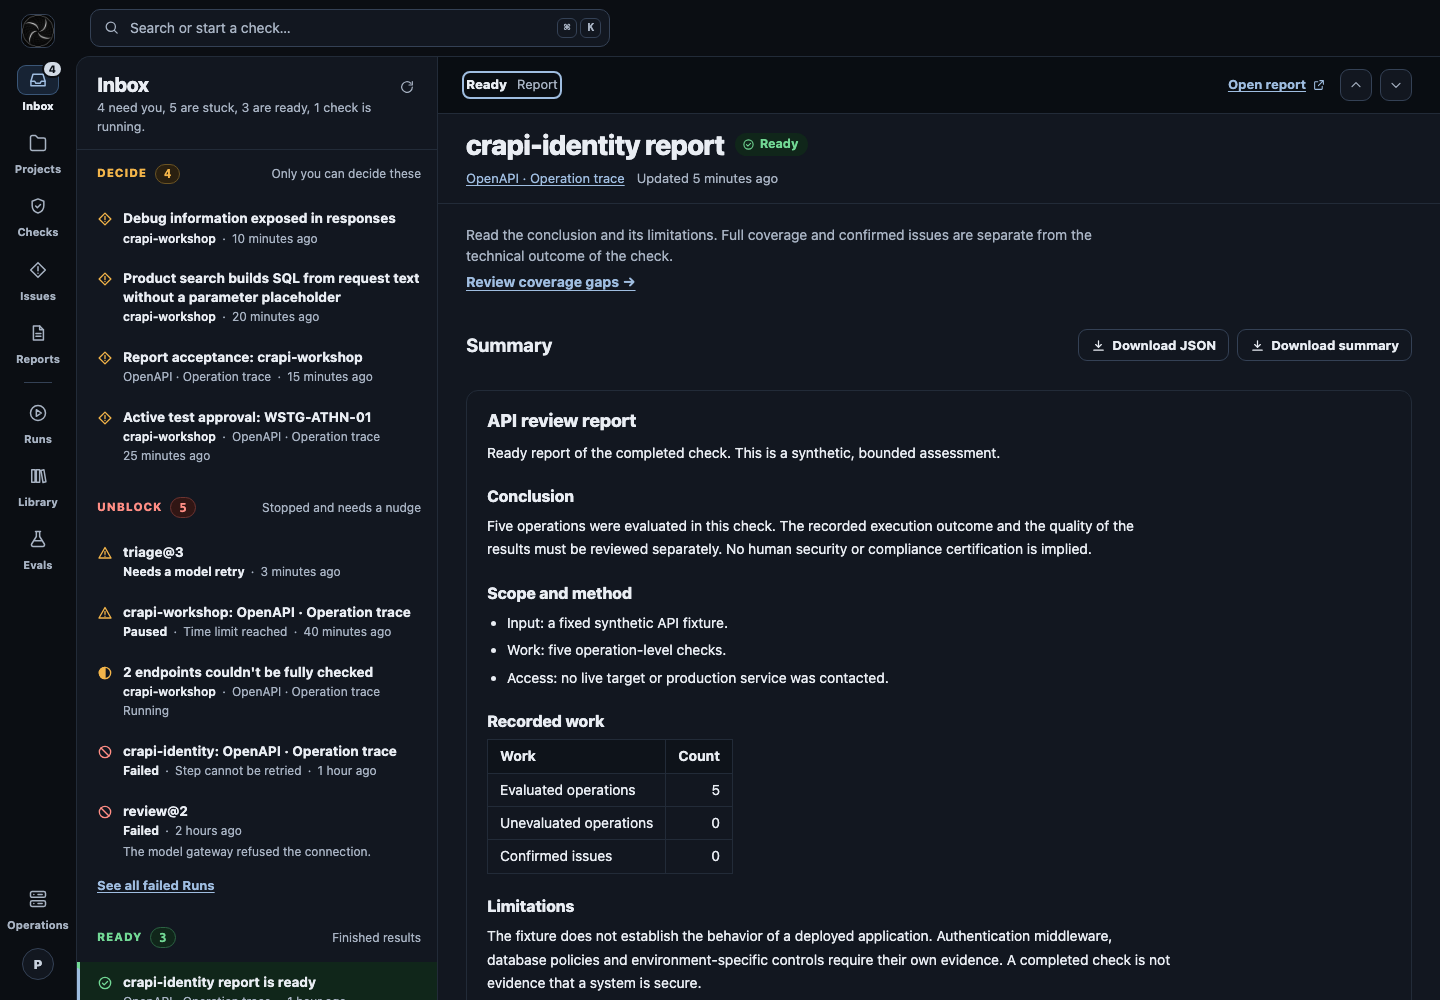 Search or start a check...
⌘ K
4
Inbox
Projects
Checks
Issues
Reports
Runs
Library
Evals
Operations
P
Inbox
4 need you, 5 are stuck, 3 are ready, 1 check is
running.
DECIDE 4 Only you can decide these
Debug information exposed in responses
crapi-workshop · 10 minutes ago
Product search builds SQL from request text
without a parameter placeholder
crapi-workshop · 20 minutes ago
Report acceptance: crapi-workshop
OpenAPI · Operation trace · 15 minutes ago
Active test approval: WSTG-ATHN-01
crapi-workshop · OpenAPI · Operation trace
25 minutes ago
UNBLOCK 5 Stopped and needs a nudge
triage@3
Needs a model retry · 3 minutes ago
crapi-workshop: OpenAPI · Operation trace
Paused · Time limit reached · 40 minutes ago
2 endpoints couldn't be fully checked
crapi-workshop · OpenAPI · Operation trace
Running
crapi-identity: OpenAPI · Operation trace
Failed · Step cannot be retried · 1 hour ago
review@2
Failed · 2 hours ago
The model gateway refused the connection.
See all failed Runs
READY 3 Finished results
crapi-identity report is ready
OpenAPI · Operation trace · 1 hour ago
Ready Report
Open report
crapi-identity report Ready
OpenAPI · Operation trace Updated 5 minutes ago
Read the conclusion and its limitations. Full coverage and confirmed issues are separate from the
technical outcome of the check.
Review coverage gaps →
Summary
Download JSON
Download summary
API review report
Ready report of the completed check. This is a synthetic, bounded assessment.
Conclusion
Five operations were evaluated in this check. The recorded execution outcome and the quality of the
results must be reviewed separately. No human security or compliance certification is implied.
Scope and method
• Input: a fixed synthetic API fixture.
• Work: five operation-level checks.
• Access: no live target or production service was contacted.
Recorded work
Work Count
Evaluated operations 5
Unevaluated operations 0
Confirmed issues 0
Limitations
The fixture does not establish the behavior of a deployed application. Authentication middleware,
database policies and environment-specific controls require their own evidence. A completed check is not
evidence that a system is secure.